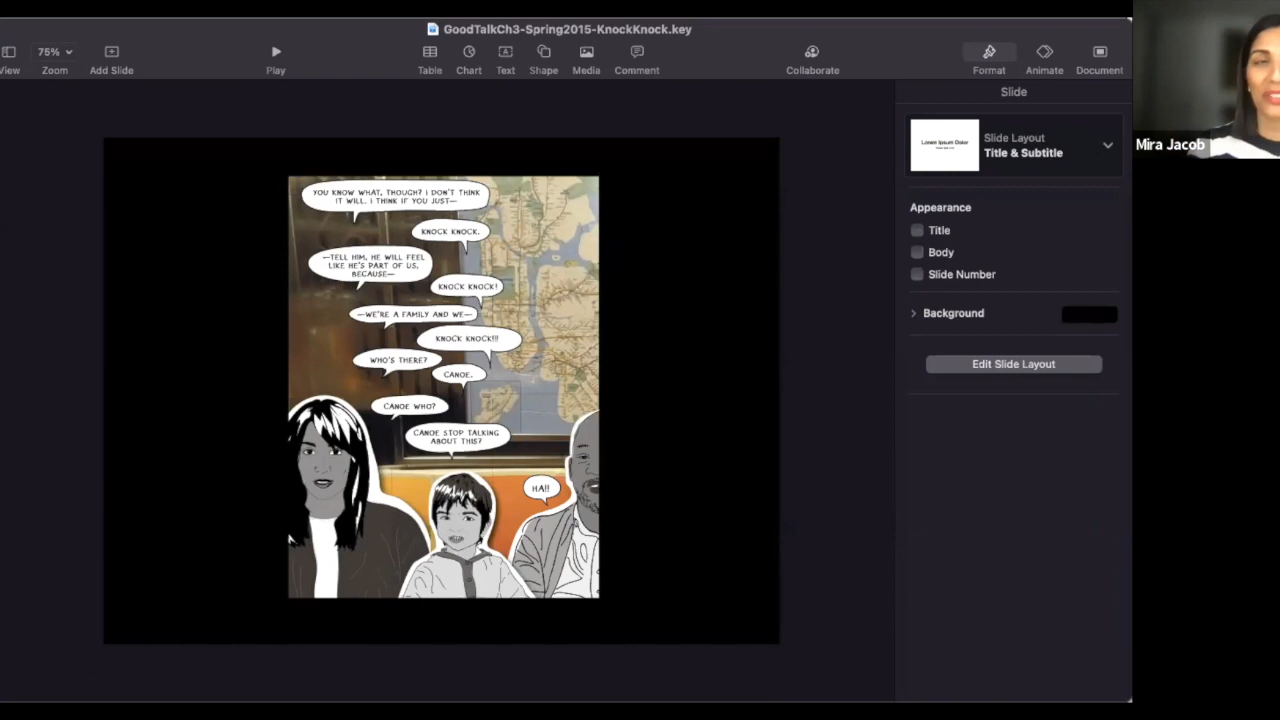 GoodTalkCh3-Spring2015-KnockKnock.key
75%
View
Zoom
Add Slide
Play
Table
Chart
Text
Shape
Media
Comment
Collaborate
Format
Animate
Document
Slide
Lorem Ipsum Dolor
Slide Layout
Title & Subtitle
Appearance
Title
Body
Slide Number
Background
Edit Slide Layout
Mira Jacob
YOU KNOW WHAT, THOUGH? I DON'T THINK
IT WILL. I THINK IF YOU JUST—
KNOCK KNOCK.
—TELL HIM, HE WILL FEEL
LIKE HE'S PART OF US,
BECAUSE—
KNOCK KNOCK!
—WE'RE A FAMILY AND WE—
KNOCK KNOCK!!!
WHO'S THERE?
CANOE.
CANOE WHO?
CANOE STOP TALKING
ABOUT THIS?
HA!!